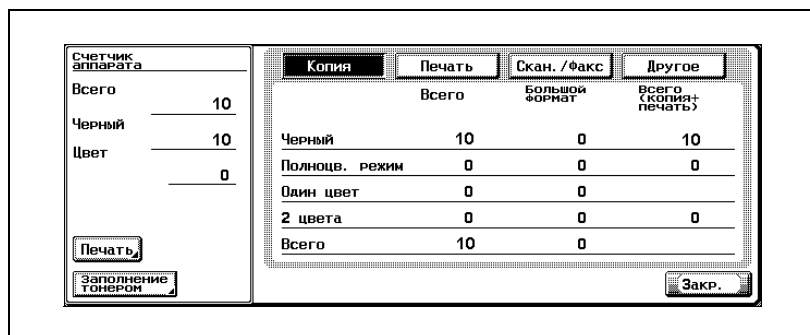 Счетчик
аппарата
Всего
10
Черный
10
Цвет
0
Печать
Заполнение
тонером
Копия Печать Скан./Факс Другое
Всего Большой формат Всего (копия+ печать)
Черный 10 0 10
Полноцв. режим 0 0 0
Один цвет 0 0
2 цвета 0 0 0
Всего 10 0
Закр.